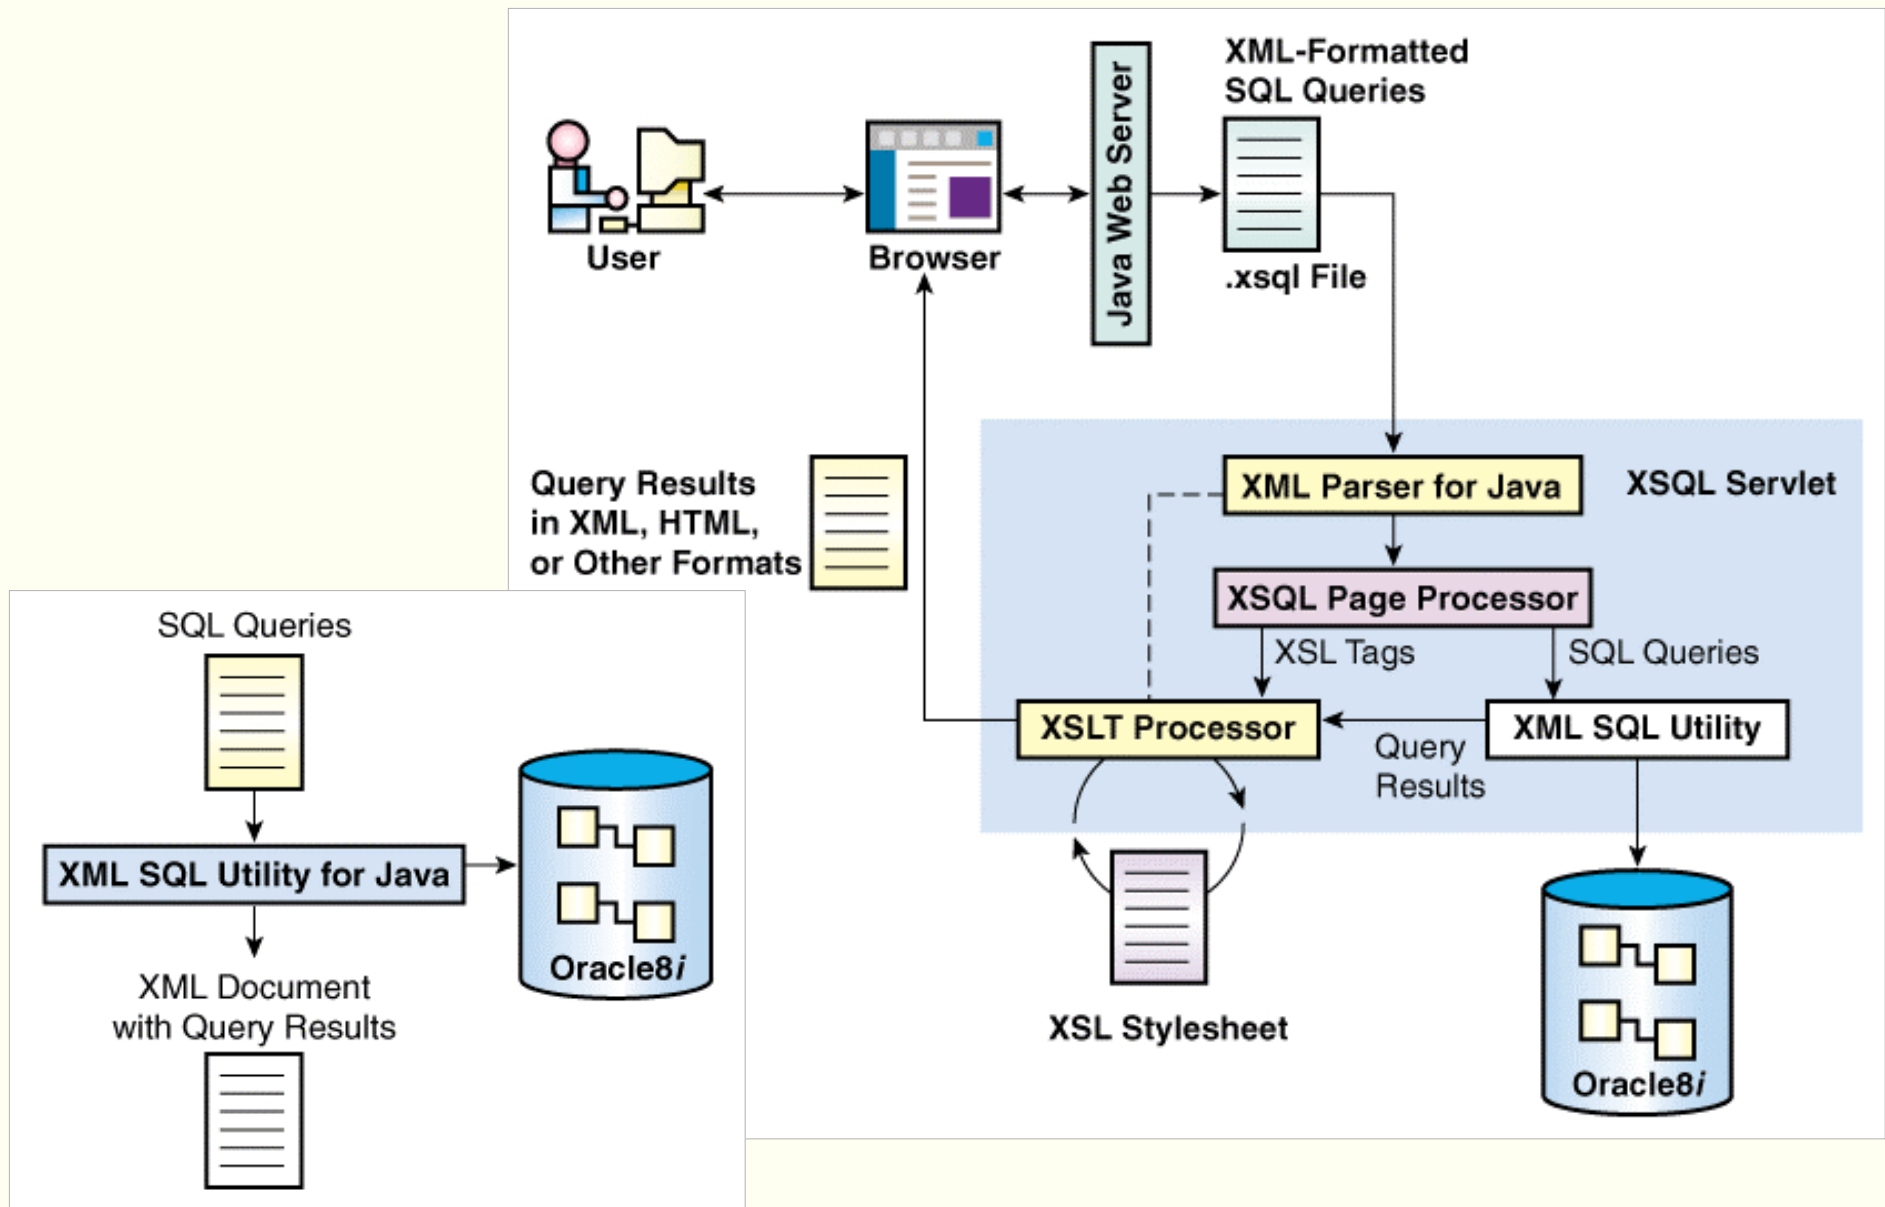 XML-Formatted
SQL Queries
Java Web Server
User
Browser
.xsql File
Query Results
in XML, HTML,
or Other Formats
XML Parser for Java
XSQL Servlet
XSQL Page Processor
XSL Tags
SQL Queries
XSLT Processor
XML SQL Utility
Query
Results
XSL Stylesheet
Oracle8i
SQL Queries
XML SQL Utility for Java
Oracle8i
XML Document
with Query Results